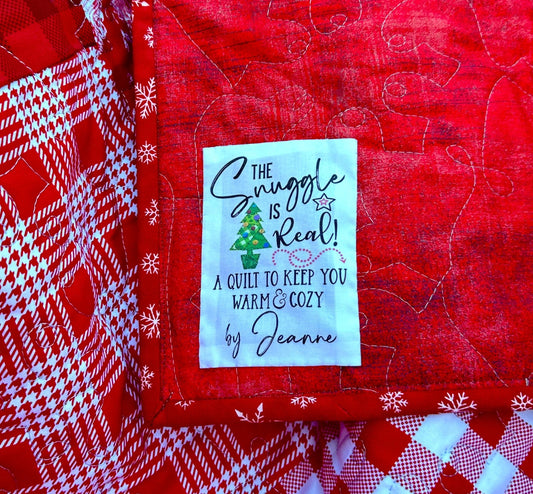 THE
Snuggle
IS
Real!
A QUILT TO KEEP YOU
WARM & COZY
by Jeanne